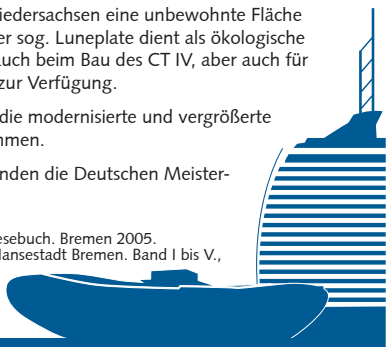 iedersachsen eine unbewohnte Fläche
er sog. Luneplate dient als ökologische
auch beim Bau des CT IV, aber auch für
zur Verfügung.
die modernisierte und vergrößerte
mmen.
nden die Deutschen Meister-
esebuch. Bremen 2005.
Hansestadt Bremen. Band I bis V.,